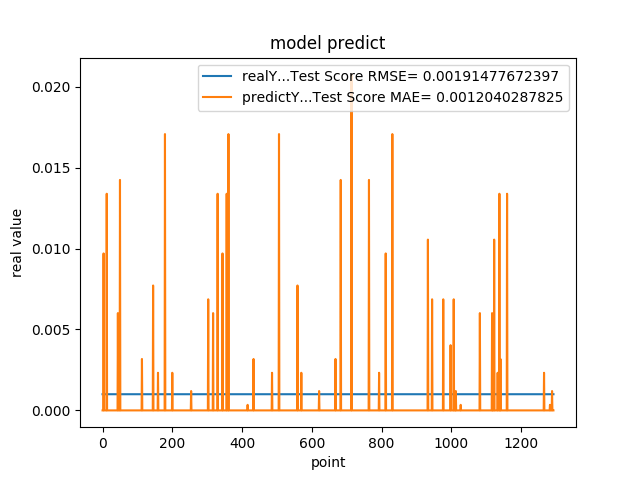 model predict
realY...Test Score RMSE= 0.00191477672397
predictY...Test Score MAE= 0.0012040287825
real value
0.020
0.015
0.010
0.005
0.000
0 200 400 600 800 1000 1200
point